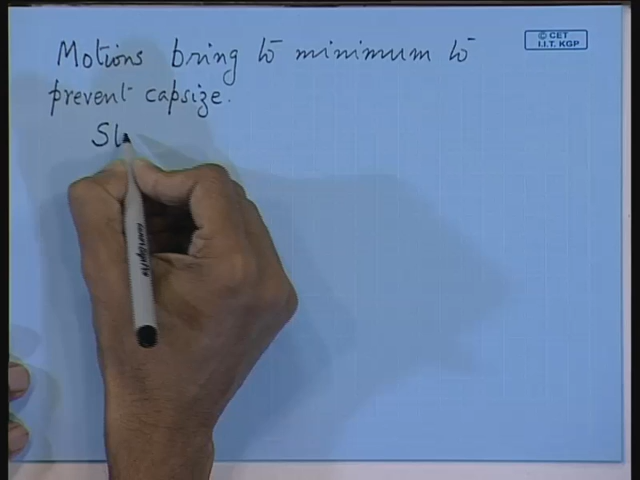 Motions bring to minimum to
© CET
I.I.T. KGP
prevent capsize.